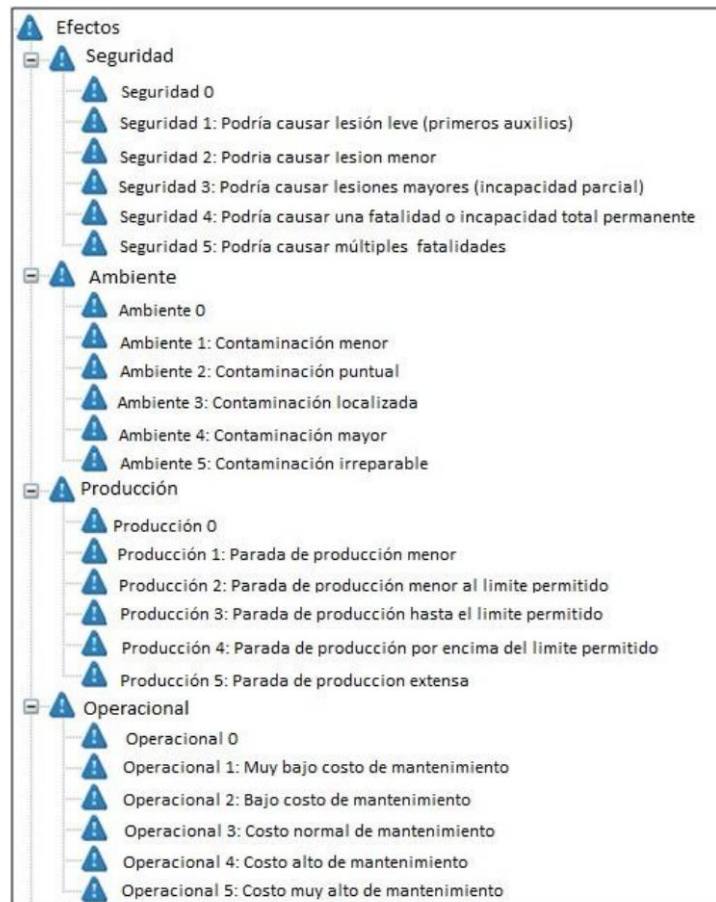 Efectos
Seguridad
Seguridad 0
Seguridad 1: Podría causar lesión leve (primeros auxilios)
Seguridad 2: Podria causar lesion menor
Seguridad 3: Podría causar lesiones mayores (incapacidad parcial)
Seguridad 4: Podría causar una fatalidad o incapacidad total permanente
Seguridad 5: Podría causar múltiples fatalidades
Ambiente
Ambiente 0
Ambiente 1: Contaminación menor
Ambiente 2: Contaminación puntual
Ambiente 3: Contaminación localizada
Ambiente 4: Contaminación mayor
Ambiente 5: Contaminación irreparable
Producción
Producción 0
Producción 1: Parada de producción menor
Producción 2: Parada de producción menor al limite permitido
Producción 3: Parada de producción hasta el limite permitido
Producción 4: Parada de producción por encima del limite permitido
Producción 5: Parada de produccion extensa
Operacional
Operacional 0
Operacional 1: Muy bajo costo de mantenimiento
Operacional 2: Bajo costo de mantenimiento
Operacional 3: Costo normal de mantenimiento
Operacional 4: Costo alto de mantenimiento
Operacional 5: Costo muy alto de mantenimiento